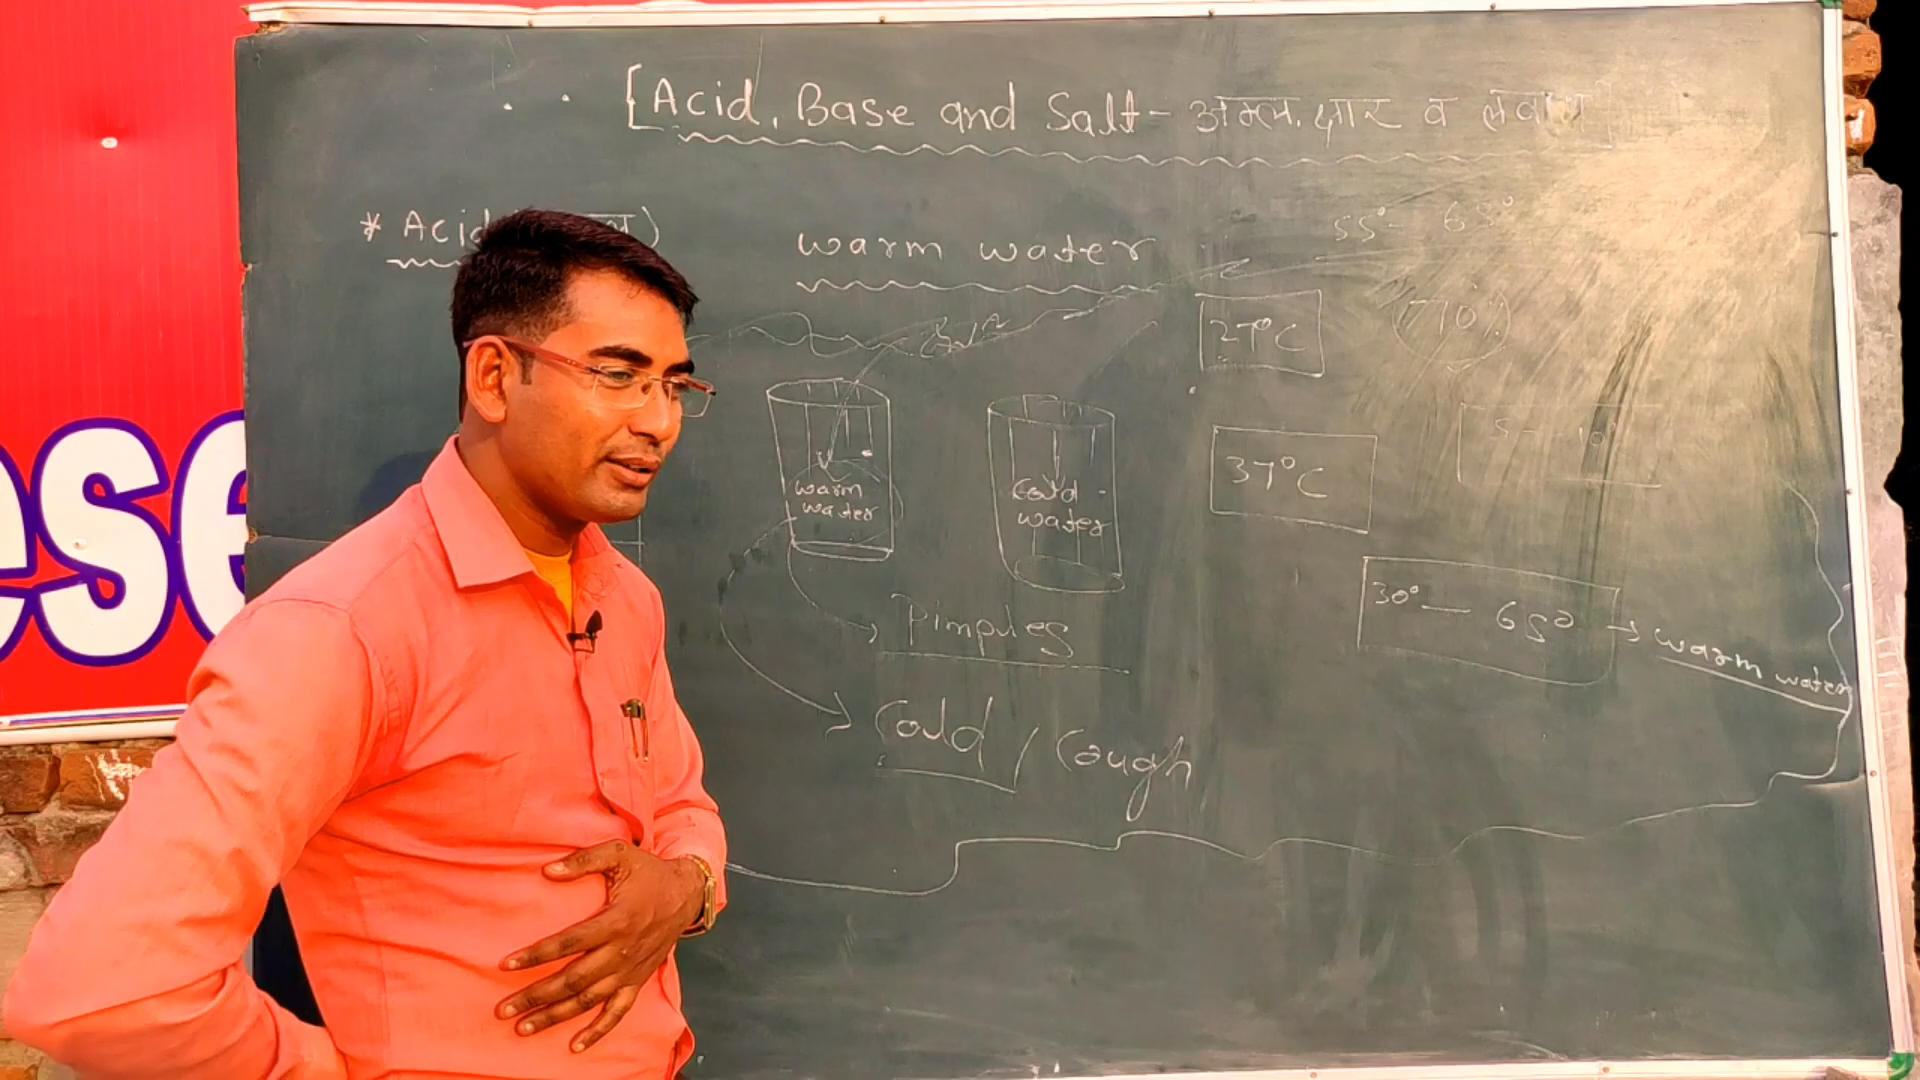 [Acid, Base and Salt - अम्ल, क्षार व लवण]
* Acid
warm water
55° - 65°
27°C
70%
37°C
warm
water
Cold
water
30° — 65° → warm water
Pimples
Cold / Cough
ese